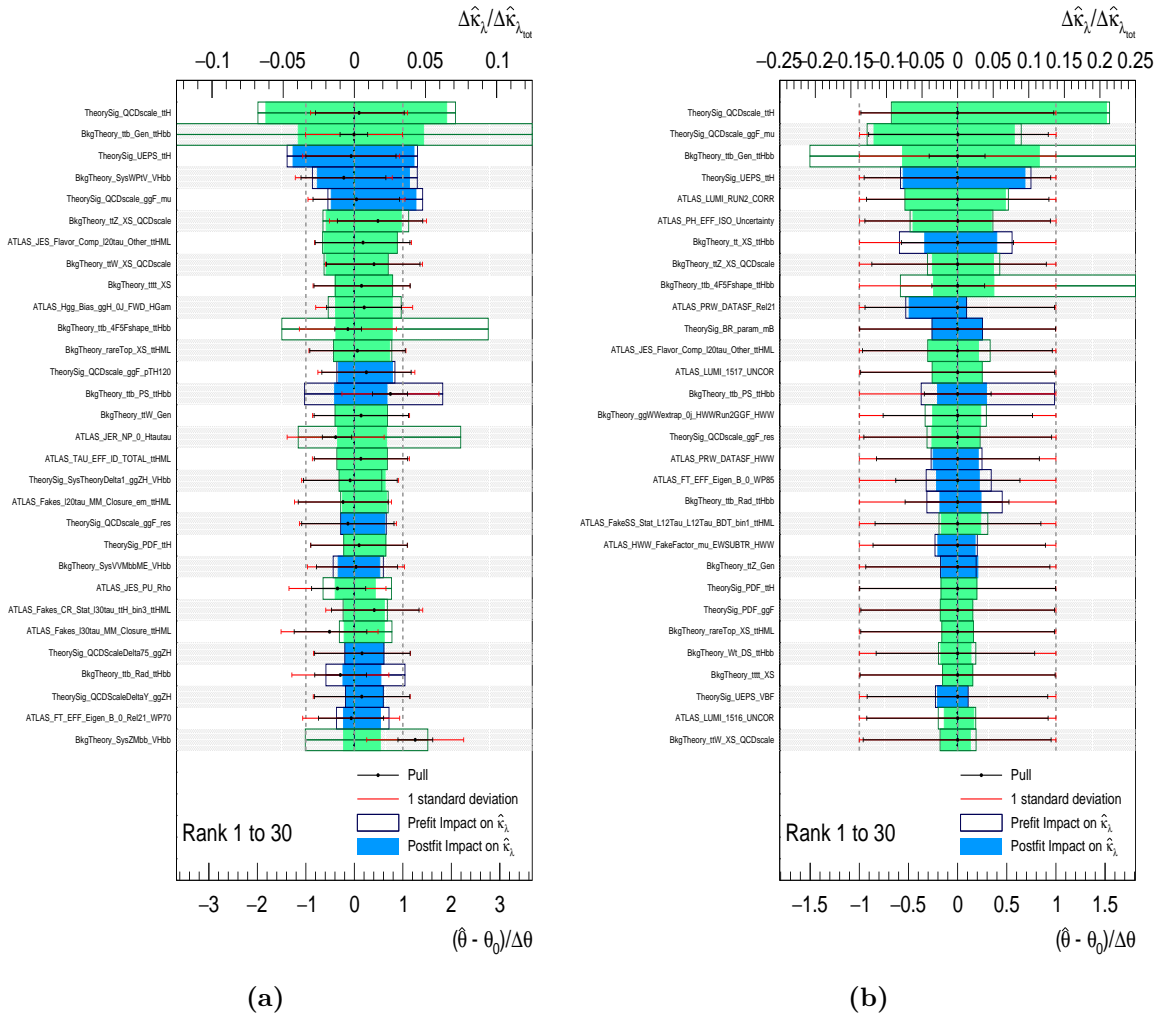 Δκ̂λ/Δκ̂λtot
−0.1 −0.05 0 0.05 0.1
TheorySig_QCDscale_ttH
BkgTheory_ttb_Gen_ttHbb
TheorySig_UEPS_ttH
BkgTheory_SysWPtV_VHbb
TheorySig_QCDscale_ggF_mu
BkgTheory_ttZ_XS_QCDscale
ATLAS_JES_Flavor_Comp_l20tau_Other_ttHML
BkgTheory_ttW_XS_QCDscale
BkgTheory_tttt_XS
ATLAS_Hgg_Bias_ggH_0J_FWD_HGam
BkgTheory_ttb_4F5Fshape_ttHbb
BkgTheory_rareTop_XS_ttHML
TheorySig_QCDscale_ggF_pTH120
BkgTheory_ttb_PS_ttHbb
BkgTheory_ttW_Gen
ATLAS_JER_NP_0_Htautau
ATLAS_TAU_EFF_ID_TOTAL_ttHML
TheorySig_SysTheoryDelta1_ggZH_VHbb
ATLAS_Fakes_l20tau_MM_Closure_em_ttHML
TheorySig_QCDscale_ggF_res
TheorySig_PDF_ttH
BkgTheory_SysVVMbbME_VHbb
ATLAS_JES_PU_Rho
ATLAS_Fakes_CR_Stat_l30tau_ttH_bin3_ttHML
ATLAS_Fakes_l30tau_MM_Closure_ttHML
TheorySig_QCDScaleDelta75_ggZH
BkgTheory_ttb_Rad_ttHbb
TheorySig_QCDScaleDeltaY_ggZH
ATLAS_FT_EFF_Eigen_B_0_Rel21_WP70
BkgTheory_SysZMbb_VHbb
Pull
1 standard deviation
Prefit Impact on κ̂λ
Postfit Impact on κ̂λ
Rank 1 to 30
−3 −2 −1 0 1 2 3
(θ̂ - θ0)/Δθ
(a)
Δκ̂λ/Δκ̂λtot
−0.25 −0.2 −0.15 −0.1 −0.05 0 0.05 0.1 0.15 0.2 0.25
TheorySig_QCDscale_ttH
TheorySig_QCDscale_ggF_mu
BkgTheory_ttb_Gen_ttHbb
TheorySig_UEPS_ttH
ATLAS_LUMI_RUN2_CORR
ATLAS_PH_EFF_ISO_Uncertainty
BkgTheory_tt_XS_ttHbb
BkgTheory_ttZ_XS_QCDscale
BkgTheory_ttb_4F5Fshape_ttHbb
ATLAS_PRW_DATASF_Rel21
TheorySig_BR_param_mB
ATLAS_JES_Flavor_Comp_l20tau_Other_ttHML
ATLAS_LUMI_1517_UNCOR
BkgTheory_ttb_PS_ttHbb
BkgTheory_ggWWextrap_0j_HWWRun2GGF_HWW
TheorySig_QCDscale_ggF_res
ATLAS_PRW_DATASF_HWW
ATLAS_FT_EFF_Eigen_B_0_WP85
BkgTheory_ttb_Rad_ttHbb
ATLAS_FakeSS_Stat_L12Tau_L12Tau_BDT_bin1_ttHML
ATLAS_HWW_FakeFactor_mu_EWSUBTR_HWW
BkgTheory_ttZ_Gen
TheorySig_PDF_ttH
TheorySig_PDF_ggF
BkgTheory_rareTop_XS_ttHML
BkgTheory_Wt_DS_ttHbb
BkgTheory_tttt_XS
TheorySig_UEPS_VBF
ATLAS_LUMI_1516_UNCOR
BkgTheory_ttW_XS_QCDscale
Pull
1 standard deviation
Prefit Impact on κ̂λ
Postfit Impact on κ̂λ
Rank 1 to 30
−1.5 −1 −0.5 0 0.5 1 1.5
(θ̂ - θ0)/Δθ
(b)